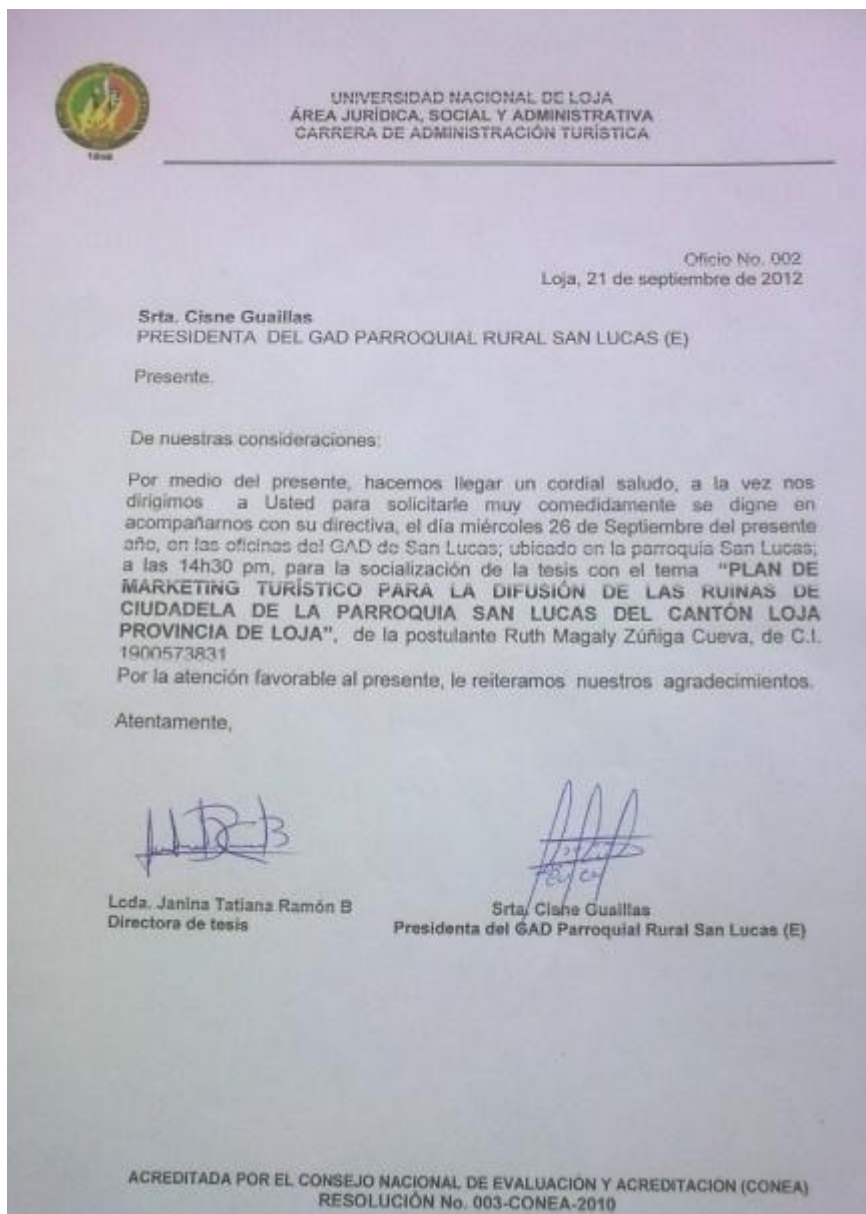 UNIVERSIDAD NACIONAL DE LOJA
ÁREA JURÍDICA, SOCIAL Y ADMINISTRATIVA
CARRERA DE ADMINISTRACIÓN TURÍSTICA
Oficio No. 002
Loja, 21 de septiembre de 2012
Srta. Cisne Guaillas
PRESIDENTA DEL GAD PARROQUIAL RURAL SAN LUCAS (E)
Presente.
De nuestras consideraciones:
Por medio del presente, hacemos llegar un cordial saludo, a la vez nos
dirigimos a Usted para solicitarle muy comedidamente se digne en
acompañarnos con su directiva, el día miércoles 26 de Septiembre del presente
año, en las oficinas del GAD de San Lucas; ubicado en la parroquia San Lucas;
a las 14h30 pm, para la socialización de la tesis con el tema "PLAN DE
MARKETING TURÍSTICO PARA LA DIFUSIÓN DE LAS RUINAS DE
CIUDADELA DE LA PARROQUIA SAN LUCAS DEL CANTÓN LOJA
PROVINCIA DE LOJA", de la postulante Ruth Magaly Zúñiga Cueva, de C.I.
1900573831
Por la atención favorable al presente, le reiteramos nuestros agradecimientos.
Atentamente,
Lcda. Janina Tatiana Ramón B
Directora de tesis
Srta. Cisne Guaillas
Presidenta del GAD Parroquial Rural San Lucas (E)
ACREDITADA POR EL CONSEJO NACIONAL DE EVALUACIÓN Y ACREDITACIÓN (CONEA)
RESOLUCIÓN No. 003-CONEA-2010